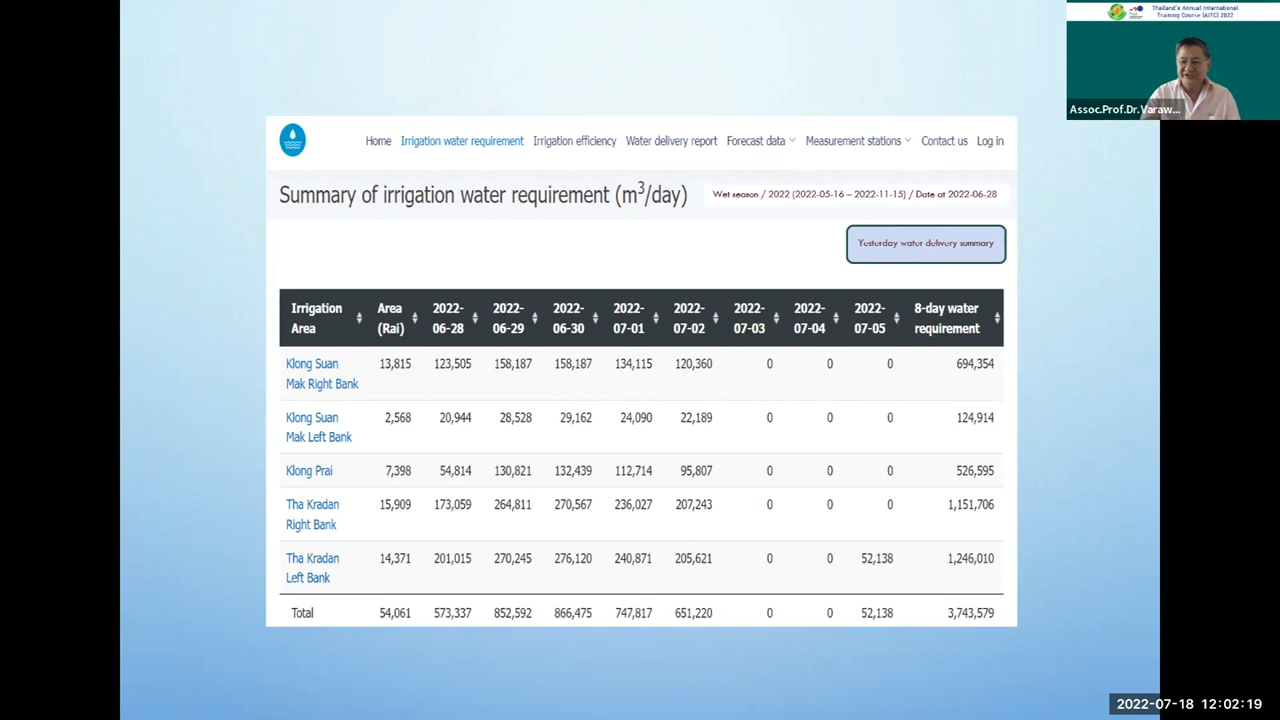 Thailand's Annual International
Training Course (AITC) 2022
Assoc.Prof.Dr.Varaw...
Home Irrigation water requirement Irrigation efficiency Water delivery report Forecast data Measurement stations Contact us Log in
Summary of irrigation water requirement (m³/day) Wet season / 2022 (2022-05-16 – 2022-11-15) / Date at 2022-06-28
Yesterday water delivery summary
Irrigation Area Area (Rai) 2022-06-28 2022-06-29 2022-06-30 2022-07-01 2022-07-02 2022-07-03 2022-07-04 2022-07-05 8-day water requirement
Klong Suan Mak Right Bank 13,815 123,505 158,187 158,187 134,115 120,360 0 0 0 694,354
Klong Suan Mak Left Bank 2,568 20,944 28,528 29,162 24,090 22,189 0 0 0 124,914
Klong Prai 7,398 54,814 130,821 132,439 112,714 95,807 0 0 0 526,595
Tha Kradan Right Bank 15,909 173,059 264,811 270,567 236,027 207,243 0 0 0 1,151,706
Tha Kradan Left Bank 14,371 201,015 270,245 276,120 240,871 205,621 0 0 52,138 1,246,010
Total 54,061 573,337 852,592 866,475 747,817 651,220 0 0 52,138 3,743,579
2022-07-18 12:02:19